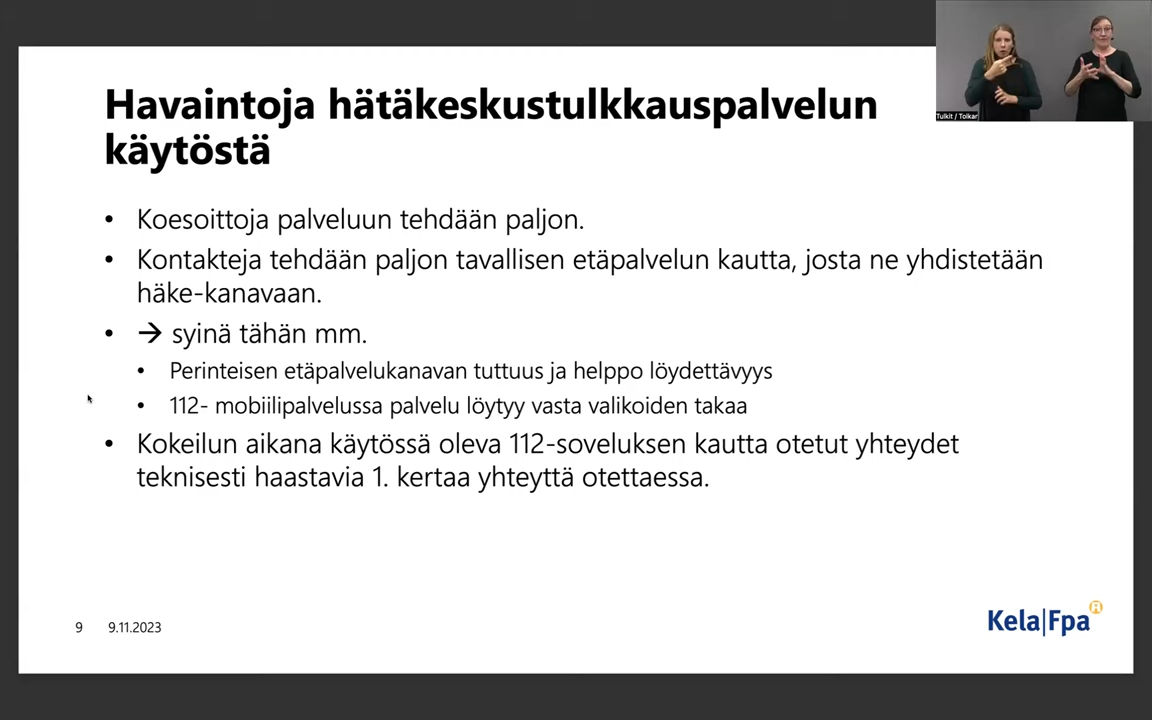 Havaintoja hätäkeskustulkkauspalvelun
käytöstä
• Koesoittoja palveluun tehdään paljon.
• Kontakteja tehdään paljon tavallisen etäpalvelun kautta, josta ne yhdistetään
häke-kanavaan.
• → syinä tähän mm.
• Perinteisen etäpalvelukanavan tuttuus ja helppo löydettävyys
• 112- mobiilipalvelussa palvelu löytyy vasta valikoiden takaa
• Kokeilun aikana käytössä oleva 112-soveluksen kautta otetut yhteydet
teknisesti haastavia 1. kertaa yhteyttä otettaessa.
9 9.11.2023
Kela|Fpa
Tulkit / Tolkar